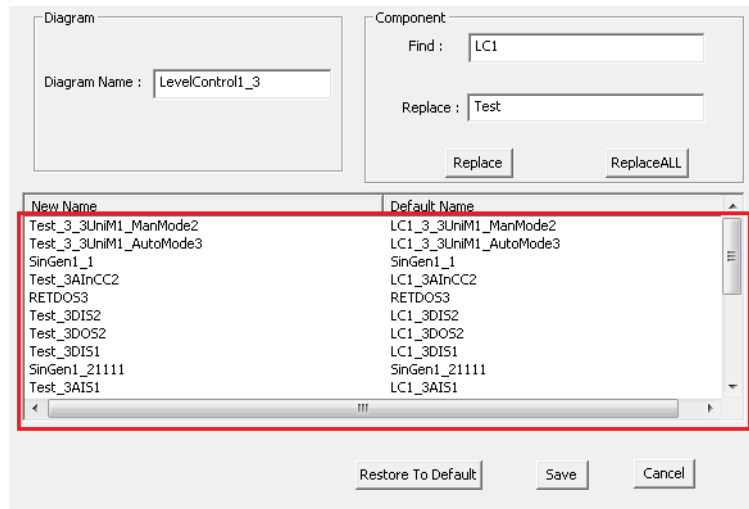 Diagram
Component
Find :
LC1
Diagram Name :
LevelControl1_3
Replace :
Test
Replace
ReplaceALL
New Name
Default Name
Test_3_3UniM1_ManMode2
LC1_3_3UniM1_ManMode2
Test_3_3UniM1_AutoMode3
LC1_3_3UniM1_AutoMode3
SinGen1_1
SinGen1_1
Test_3AInCC2
LC1_3AInCC2
RETDOS3
RETDOS3
Test_3DIS2
LC1_3DIS2
Test_3DOS2
LC1_3DOS2
Test_3DIS1
LC1_3DIS1
SinGen1_21111
SinGen1_21111
Test_3AIS1
LC1_3AIS1
Restore To Default
Save
Cancel